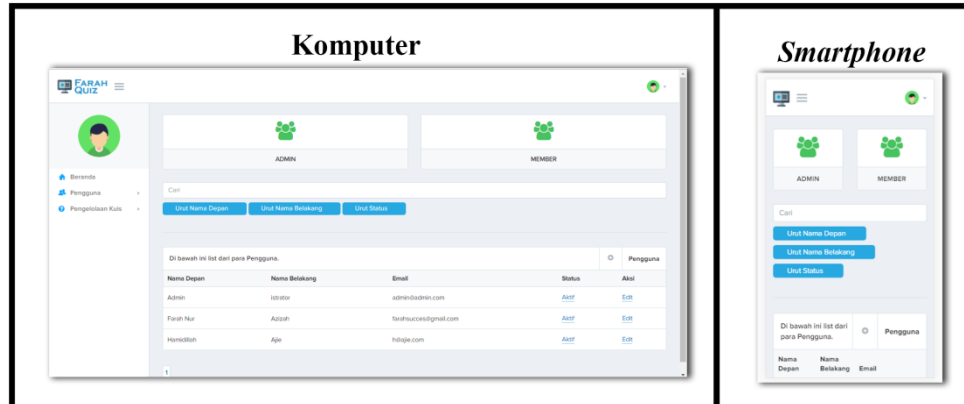 Komputer
FARAH
QUIZ
ADMIN
MEMBER
Beranda
Pengguna
Pengelolaan Kuis
Cari
Urut Name Depan
Urut Nama Belakang
Urut Status
Di bawah ini list dari para Pengguna.
Pengguna
Nama Depan Nama Belakang Email Status Aksi
Admin istrator admin@admin.com Aktif Edit
Farah Nur Azizah farahsucces@gmail.com Aktif Edit
Hamidillah Ajie h@ajie.com Aktif Edit
1
Smartphone
ADMIN
MEMBER
Cari
Urut Nama Depan
Urut Nama Belakang
Urut Status
Di bawah ini list dari
para Pengguna.
Pengguna
Nama Nama
Depan Belakang Email